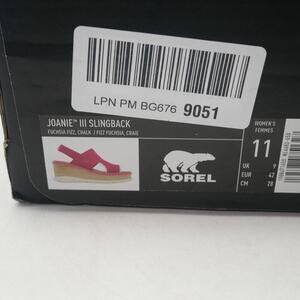 LPN PM BG676 9051
JOANIE™ III SLINGBACK
FUCHSIA FIZZ, CHALK / FIZZ FUCHSIA, CRAIE
WOMEN'S
FEMMES
11
UK 9
EUR 42
CM 28
SOREL